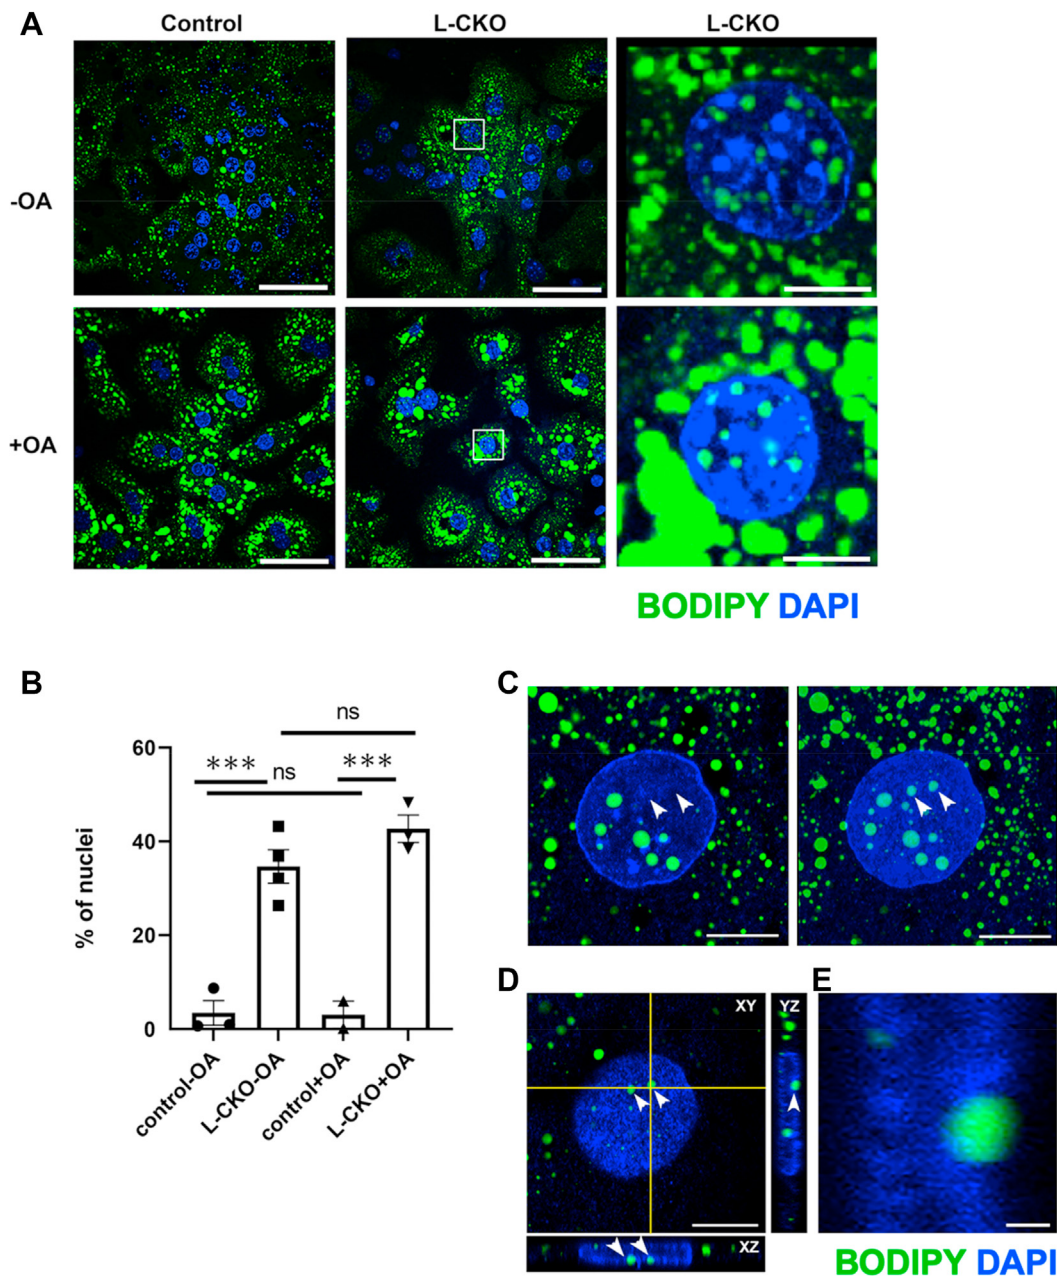 A
Control
L-CKO
L-CKO
-OA
+OA
BODIPY DAPI
B
ns
***
ns
***
60
40
20
0
% of nuclei
control-OA
L-CKO-OA
control+OA
L-CKO+OA
C
D
XY
YZ
XZ
E
BODIPY DAPI